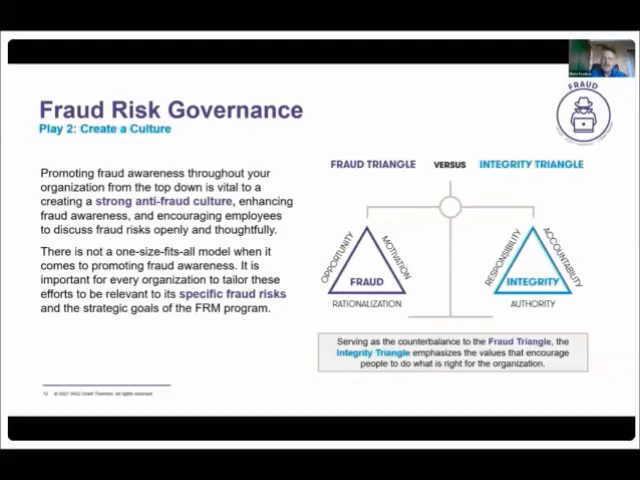 FRAUD
Fraud Risk Governance
Play 2: Create a Culture
Promoting fraud awareness throughout your
organization from the top down is vital to a
creating a strong anti-fraud culture, enhancing
fraud awareness, and encouraging employees
to discuss fraud risks openly and thoughtfully.
There is not a one-size-fits-all model when it
comes to promoting fraud awareness. It is
important for every organization to tailor these
efforts to be relevant to its specific fraud risks
and the strategic goals of the FRM program.
FRAUD TRIANGLE VERSUS INTEGRITY TRIANGLE
OPPORTUNITY
MOTIVATION
FRAUD
RATIONALIZATION
RESPONSIBILITY
ACCOUNTABILITY
INTEGRITY
AUTHORITY
Serving as the counterbalance to the Fraud Triangle, the
Integrity Triangle emphasizes the values that encourage
people to do what is right for the organization.
12 © 2021 Grant Thornton. All rights reserved.